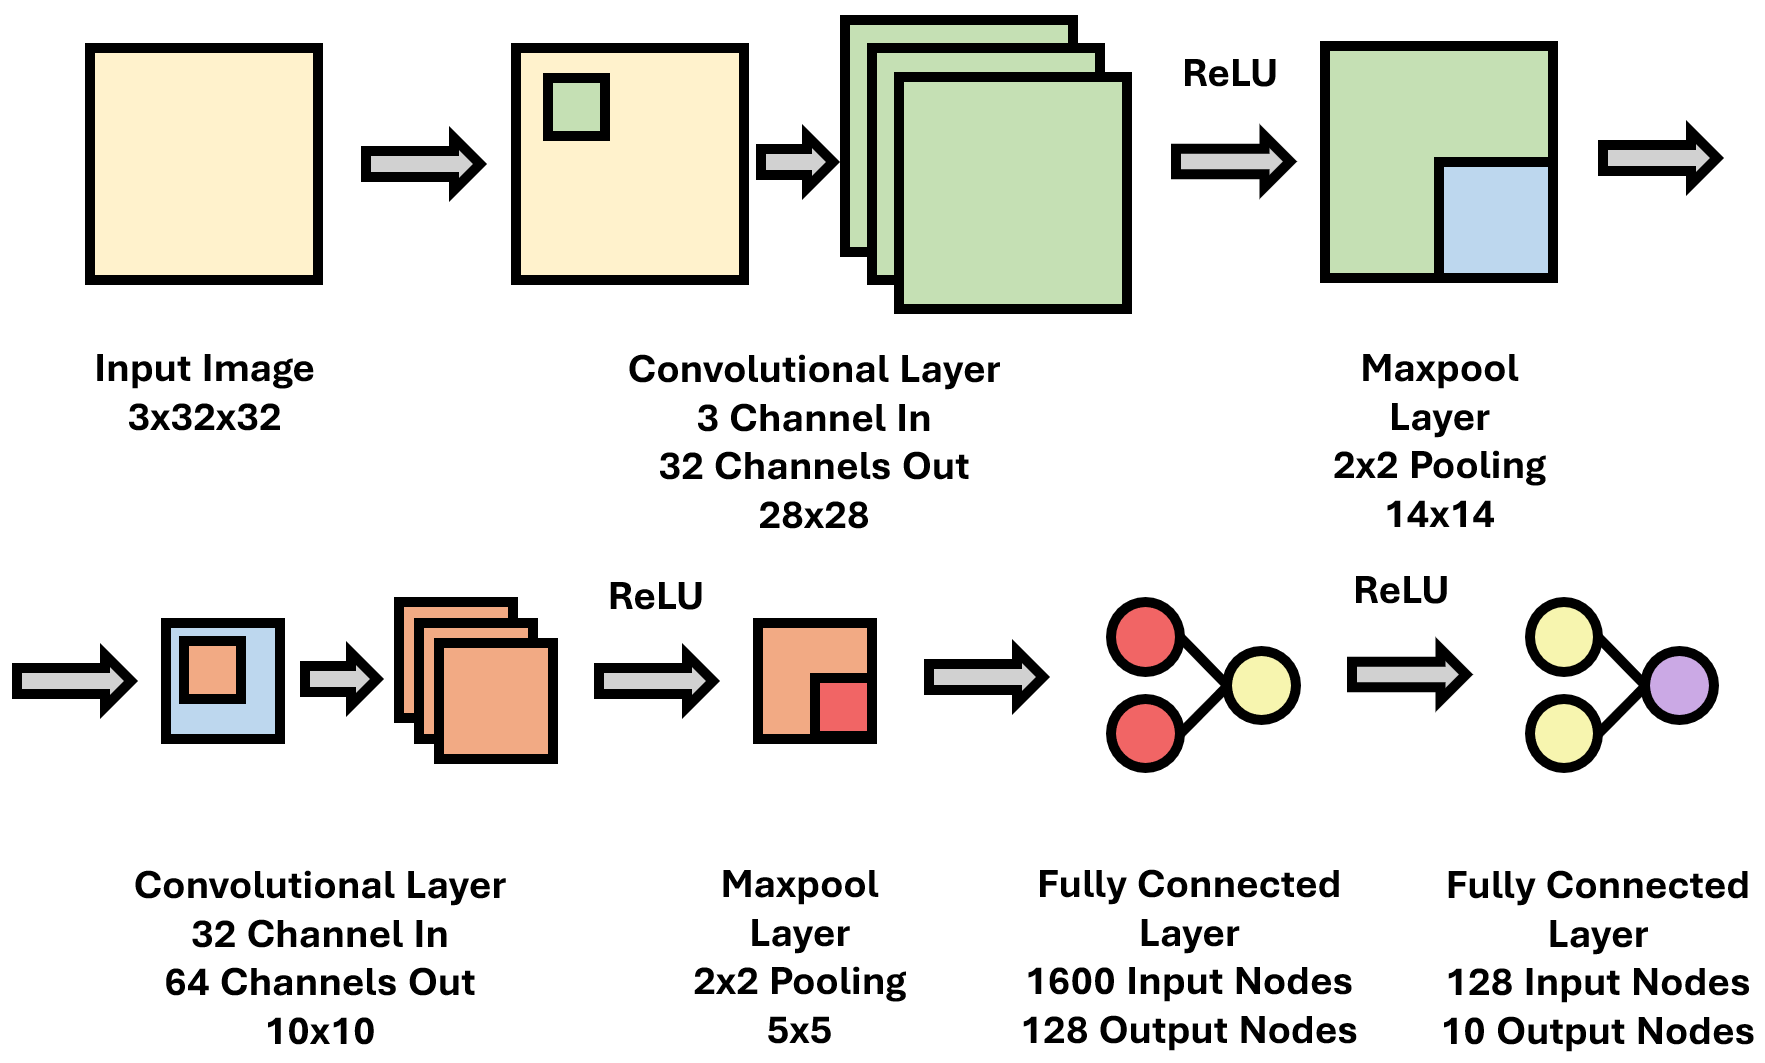 ReLU
Input Image
3x32x32
Convolutional Layer
3 Channel In
32 Channels Out
28x28
Maxpool
Layer
2x2 Pooling
14x14
ReLU
ReLU
Convolutional Layer
32 Channel In
64 Channels Out
10x10
Maxpool
Layer
2x2 Pooling
5x5
Fully Connected
Layer
1600 Input Nodes
128 Output Nodes
Fully Connected
Layer
128 Input Nodes
10 Output Nodes